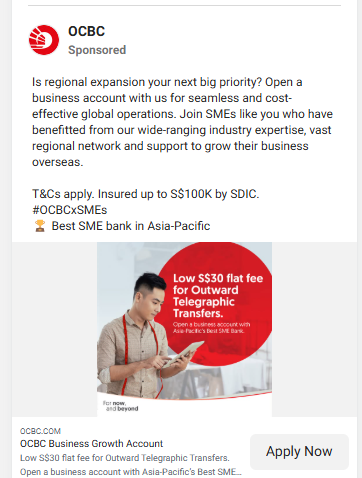 OCBC
Sponsored
Is regional expansion your next big priority? Open a
business account with us for seamless and cost-
effective global operations. Join SMEs like you who have
benefitted from our wide-ranging industry expertise, vast
regional network and support to grow their business
overseas.
T&Cs apply. Insured up to S$100K by SDIC.
#OCBCxSMEs
🏆 Best SME bank in Asia-Pacific
Low S$30 flat fee
for Outward
Telegraphic
Transfers.
Open a business account with
Asia-Pacific's Best SME Bank.
For now,
and beyond
OCBC.COM
OCBC Business Growth Account
Low S$30 flat fee for Outward Telegraphic Transfers.
Open a business account with Asia-Pacific's Best SME...
Apply Now